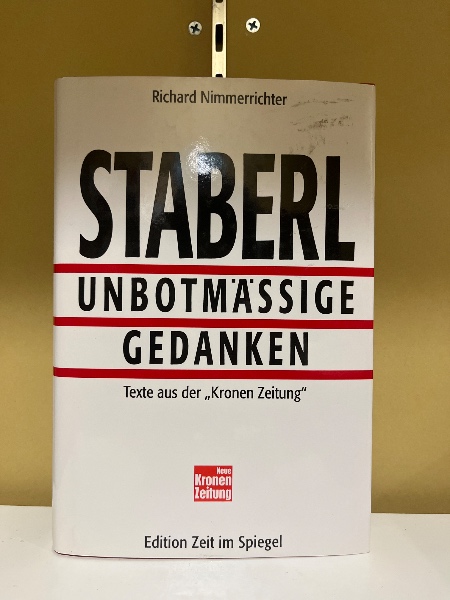 Richard Nimmerrichter
STABERL
UNBOTMÄSSIGE
GEDANKEN
Texte aus der „Kronen Zeitung"
Neue
Kronen
Zeitung
Edition Zeit im Spiegel